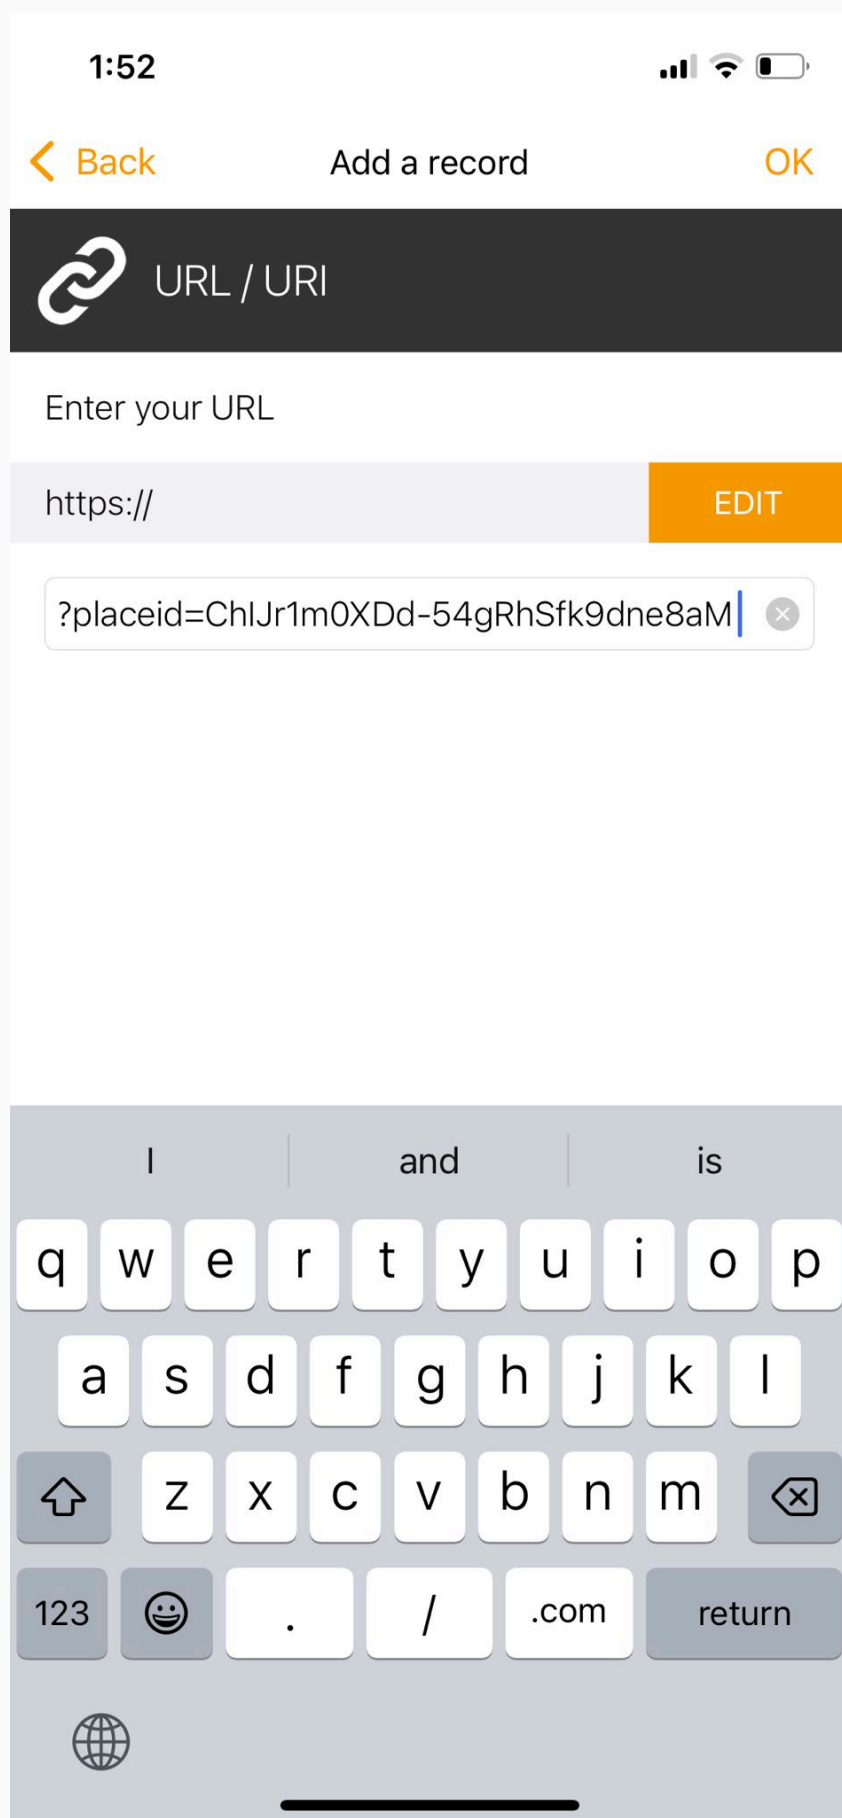 1:52
Back
Add a record
OK
URL / URI
Enter your URL
https://
EDIT
?placeid=ChIJr1m0XDd-54gRhSfk9dne8aM
I
and
is
q w e r t y u i o p
a s d f g h j k l
z x c v b n m
123 . / .com return